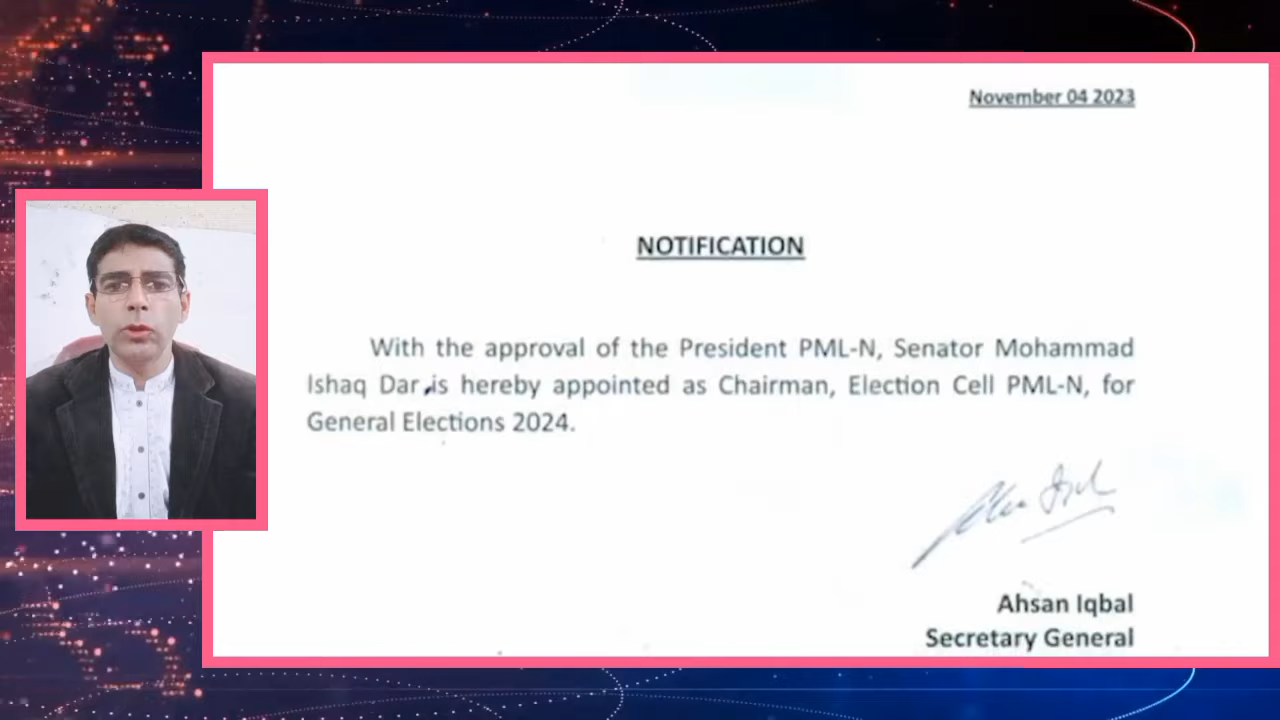 November 04 2023
NOTIFICATION
With the approval of the President PML-N, Senator Mohammad
Ishaq Dar is hereby appointed as Chairman, Election Cell PML-N, for
General Elections 2024.
Ahsan Iqbal
Secretary General